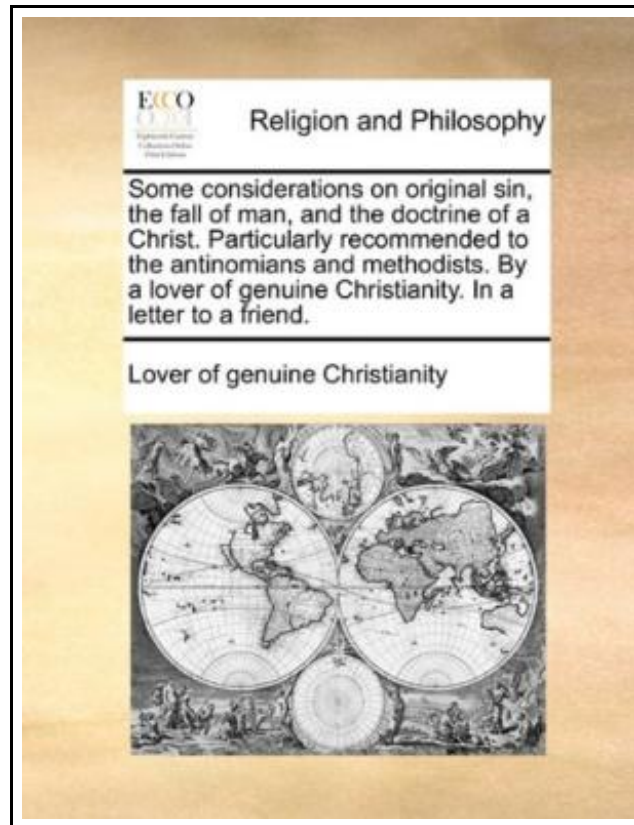 ECCO
Religion and Philosophy
Some considerations on original sin,
the fall of man, and the doctrine of a
Christ. Particularly recommended to
the antinomians and methodists. By
a lover of genuine Christianity. In a
letter to a friend.
Lover of genuine Christianity